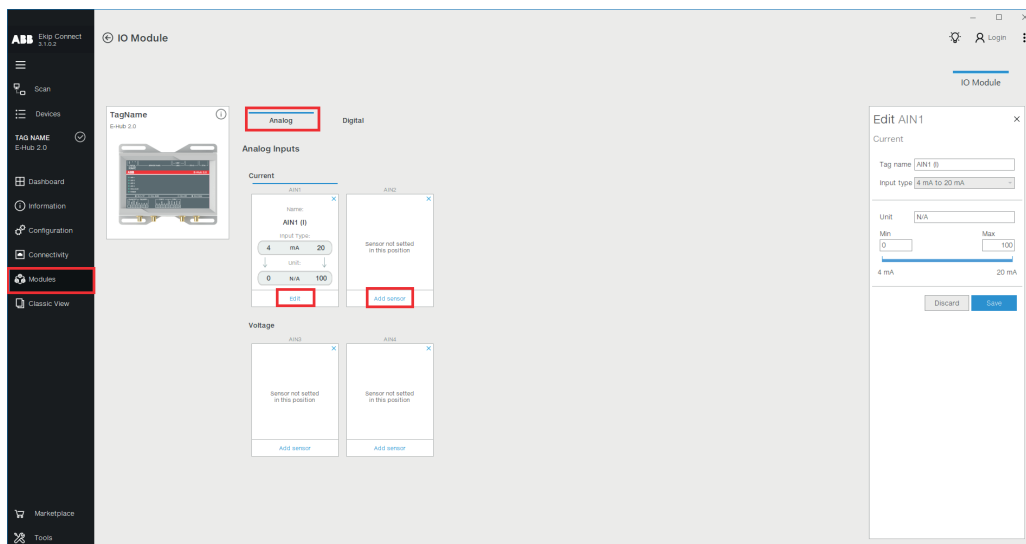 ABB Ekip Connect
3.1.0.2
IO Module
Login
Scan
Devices
TAG NAME
E-Hub 2.0
Dashboard
Information
Configuration
Connectivity
Modules
Classic View
Marketplace
Tools
IO Module
TagName
E-Hub 2.0
Analog
Digital
Analog Inputs
Current
AIN1
Name:
AIN1 (I)
Input Type:
4 mA 20
Unit:
0 N/A 100
Edit
AIN2
Sensor not setted
in this position
Add sensor
Voltage
AIN3
Sensor not setted
in this position
Add sensor
Sensor not setted
in this position
Add sensor
Edit AIN1
Current
Tag name AIN1 (I)
Input type 4 mA to 20 mA
Unit N/A
Min Max
0 100
4 mA 20 mA
Discard Save